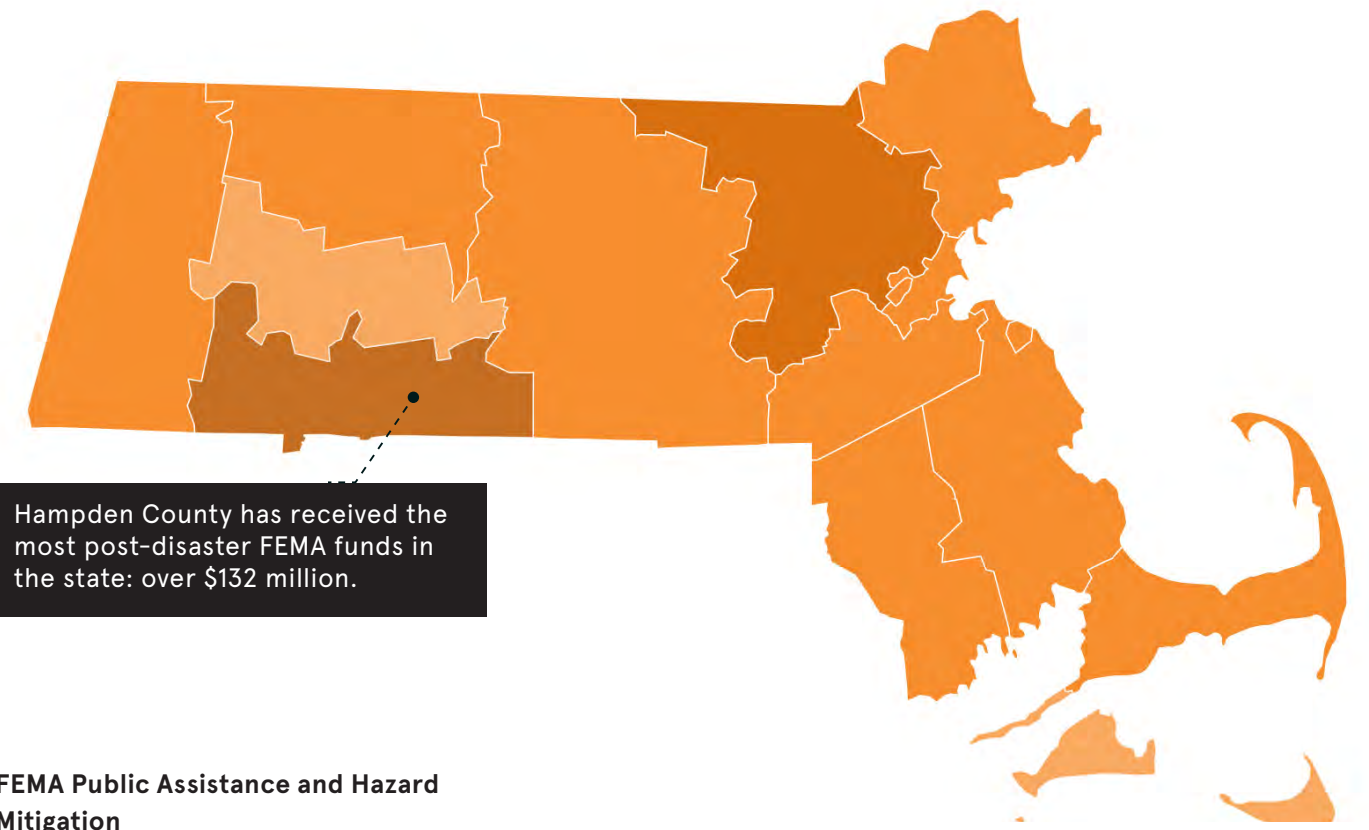 Hampden County has received the
most post-disaster FEMA funds in
the state: over $132 million.
FEMA Public Assistance and Hazard
Mitigation